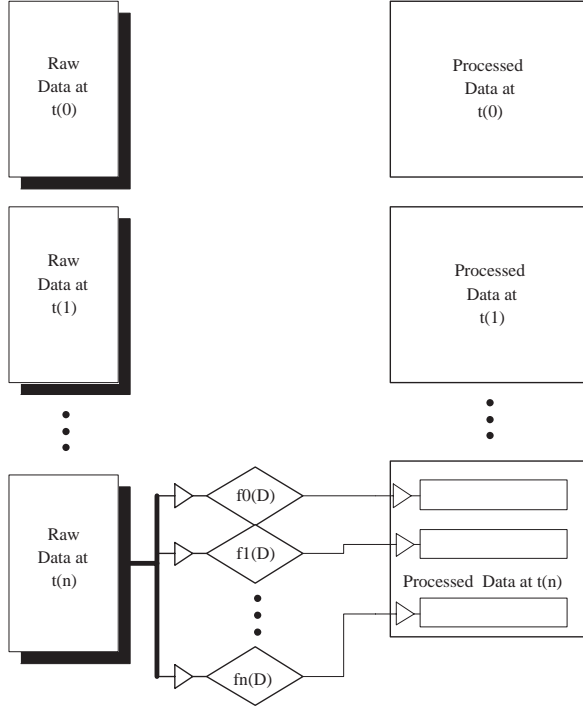 Raw
Data at
t(0)
Processed
Data at
t(0)
Raw
Data at
t(1)
Processed
Data at
t(1)
Raw
Data at
t(n)
f0(D)
f1(D)
fn(D)
Processed Data at t(n)